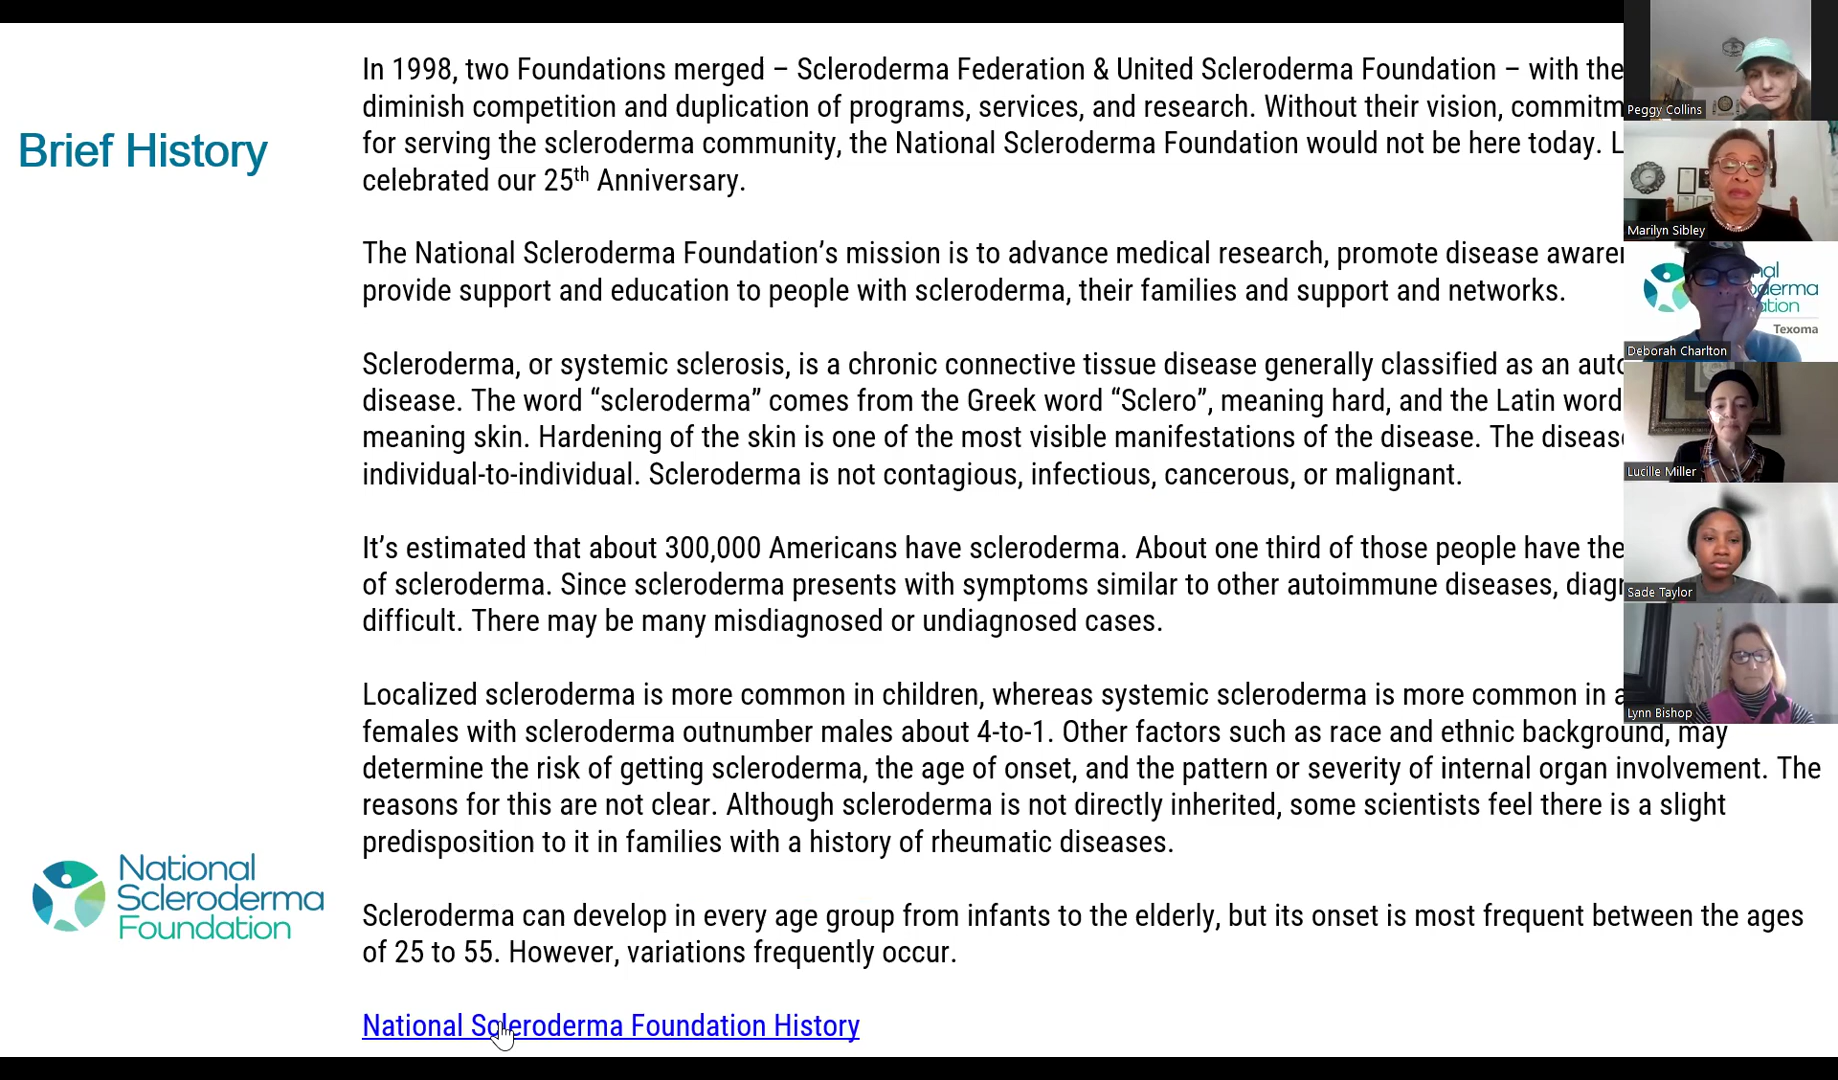 Brief History
In 1998, two Foundations merged – Scleroderma Federation & United Scleroderma Foundation – with the
diminish competition and duplication of programs, services, and research. Without their vision, commitm
for serving the scleroderma community, the National Scleroderma Foundation would not be here today. L
celebrated our 25th Anniversary.
The National Scleroderma Foundation’s mission is to advance medical research, promote disease awaren
provide support and education to people with scleroderma, their families and support and networks.
Scleroderma, or systemic sclerosis, is a chronic connective tissue disease generally classified as an auto
disease. The word “scleroderma” comes from the Greek word “Sclero”, meaning hard, and the Latin word
meaning skin. Hardening of the skin is one of the most visible manifestations of the disease. The disease
individual-to-individual. Scleroderma is not contagious, infectious, cancerous, or malignant.
It’s estimated that about 300,000 Americans have scleroderma. About one third of those people have the
of scleroderma. Since scleroderma presents with symptoms similar to other autoimmune diseases, diagn
difficult. There may be many misdiagnosed or undiagnosed cases.
Localized scleroderma is more common in children, whereas systemic scleroderma is more common in a
females with scleroderma outnumber males about 4-to-1. Other factors such as race and ethnic background, may
determine the risk of getting scleroderma, the age of onset, and the pattern or severity of internal organ involvement. The
reasons for this are not clear. Although scleroderma is not directly inherited, some scientists feel there is a slight
predisposition to it in families with a history of rheumatic diseases.
Scleroderma can develop in every age group from infants to the elderly, but its onset is most frequent between the ages
of 25 to 55. However, variations frequently occur.
National Scleroderma Foundation History
National
Scleroderma
Foundation
Peggy Collins
Marilyn Sibley
nal
oderma
ation
Texoma
Deborah Charlton
Lucille Miller
Sade Taylor
Lynn Bishop